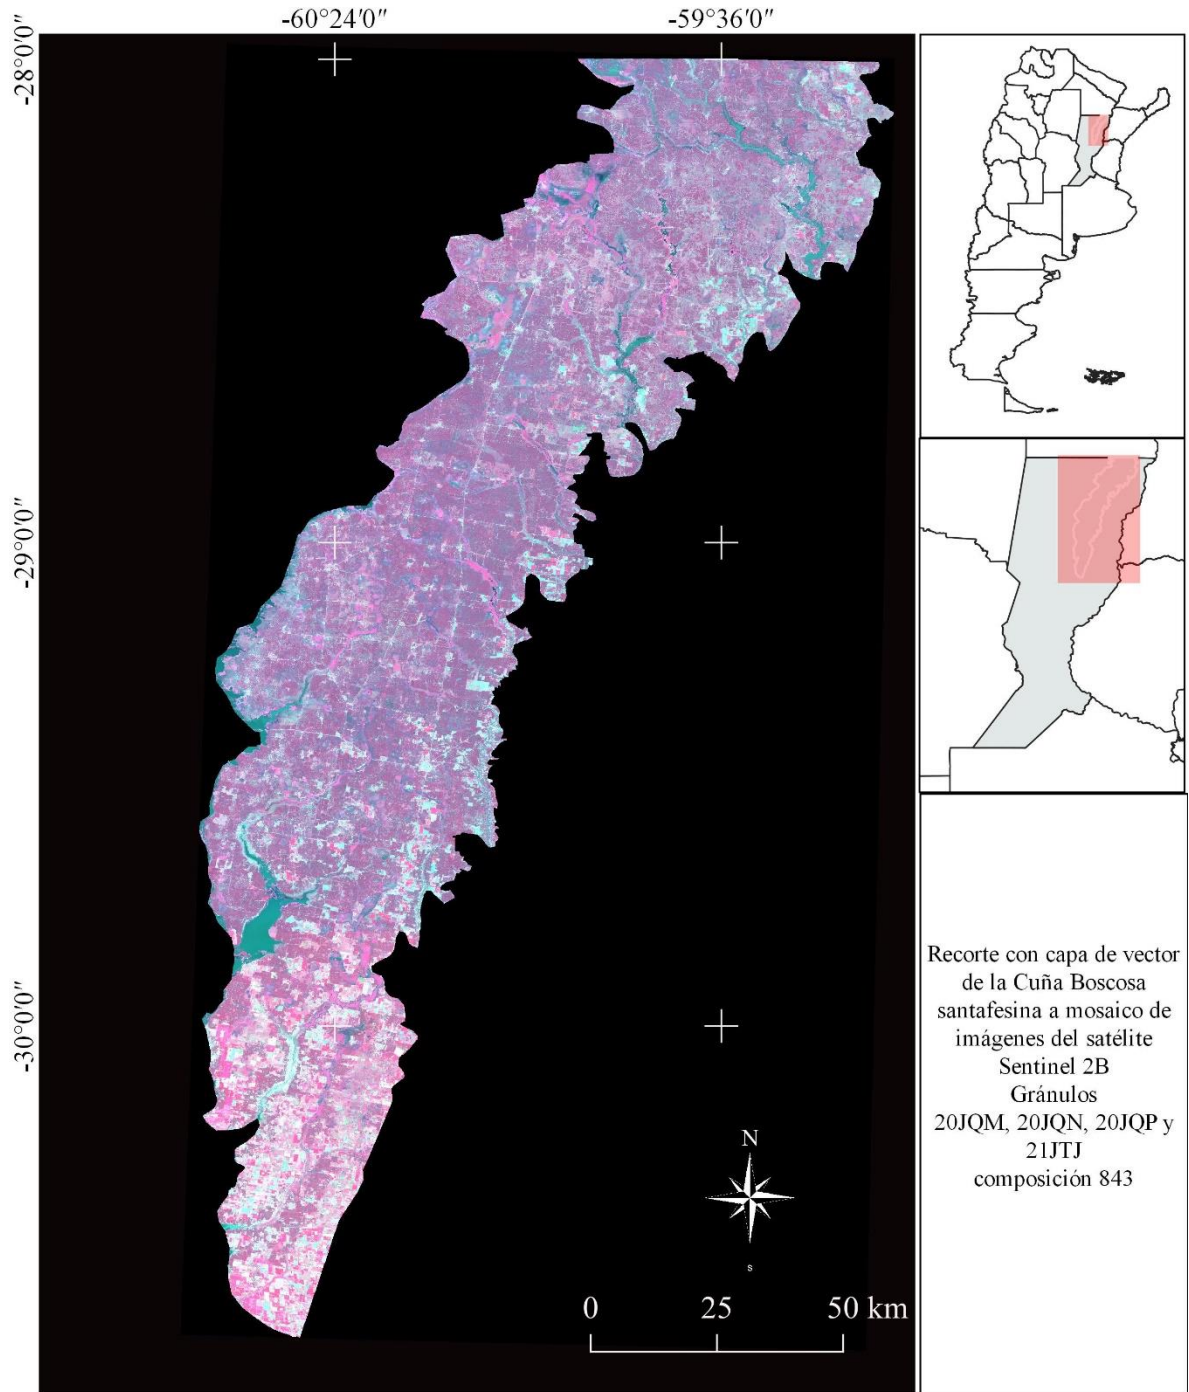 -60°24'0" -59°36'0"
-28°0'0"
-29°0'0"
-30°0'0"
N
s
0 25 50 km
Recorte con capa de vector
de la Cuña Boscosa
santafesina a mosaico de
imágenes del satélite
Sentinel 2B
Gránulos
20JQM, 20JQN, 20JQP y
21JTJ
composición 843